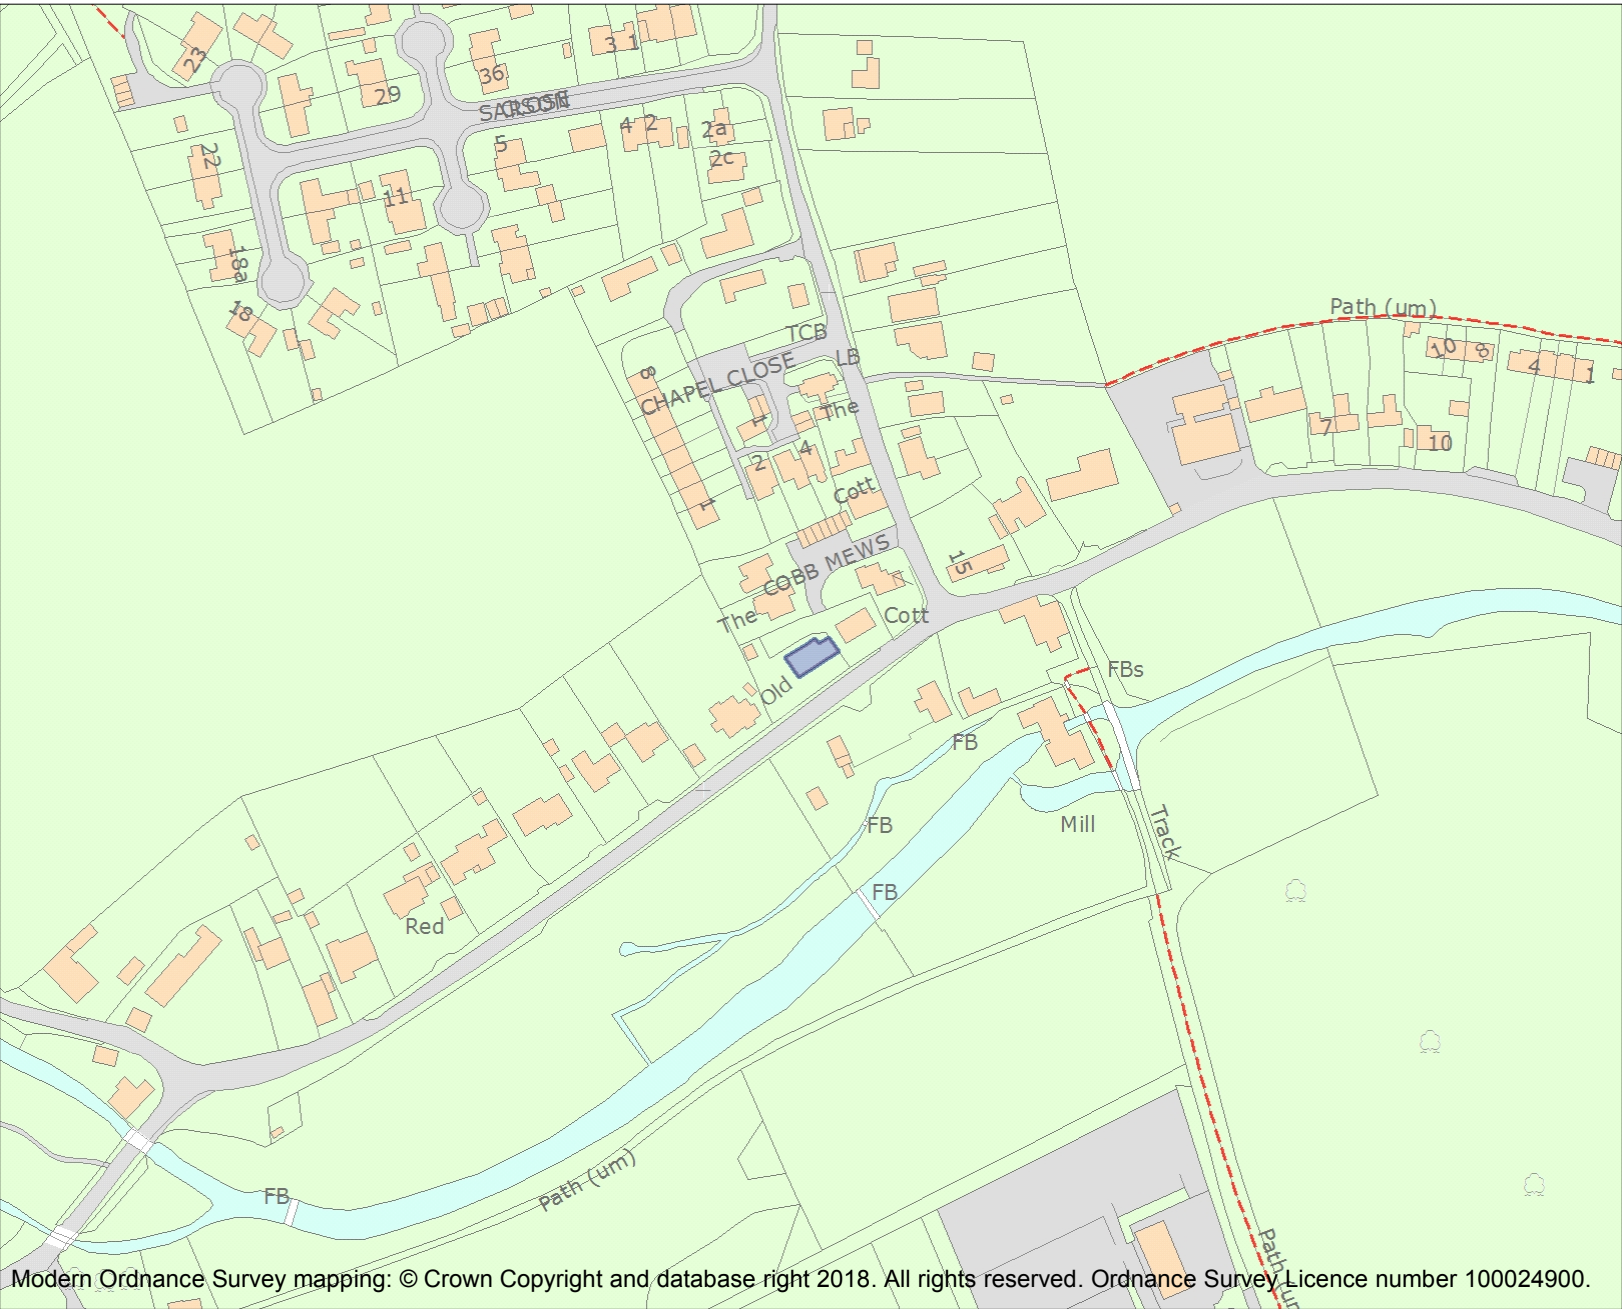 23
3 1
36
29
SARSON
CLOSE
4 2
2a
5
2c
22
11
18a
18
Path (um)
TCB
LB
10 8
4
1
8
CHAPEL CLOSE
The
1
7
10
2
4
Cott
1
COBB MEWS
15
The
Cott
FBs
Old
FB
FB
Mill
Track
FB
Red
Path (um)
FB
Path (um
Modern Ordnance Survey mapping: © Crown Copyright and database right 2018. All rights reserved. Ordnance Survey Licence number 100024900.